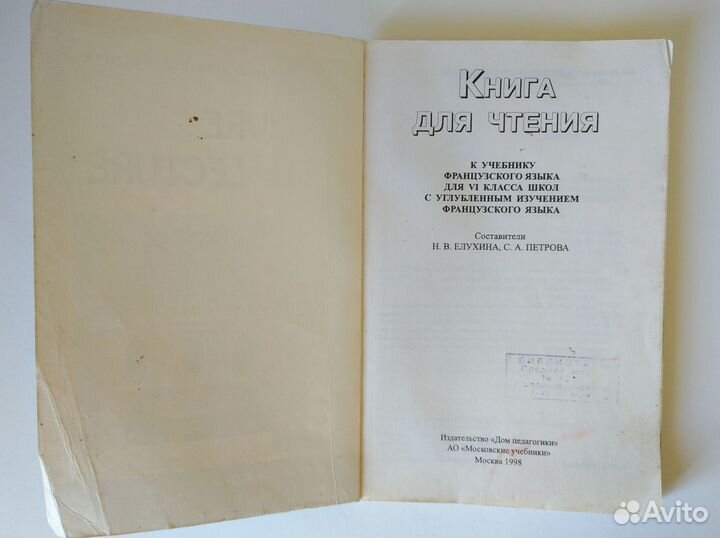 КНИГА
ДЛЯ ЧТЕНИЯ
К УЧЕБНИКУ
ФРАНЦУЗСКОГО ЯЗЫКА
ДЛЯ VI КЛАССА ШКОЛ
С УГЛУБЛЕННЫМ ИЗУЧЕНИЕМ
ФРАНЦУЗСКОГО ЯЗЫКА
Составители
Н. В. ЕЛУХИНА, С. А. ПЕТРОВА
Издательство «Дом педагогики»
АО «Московские учебники»
Москва 1998
Avito